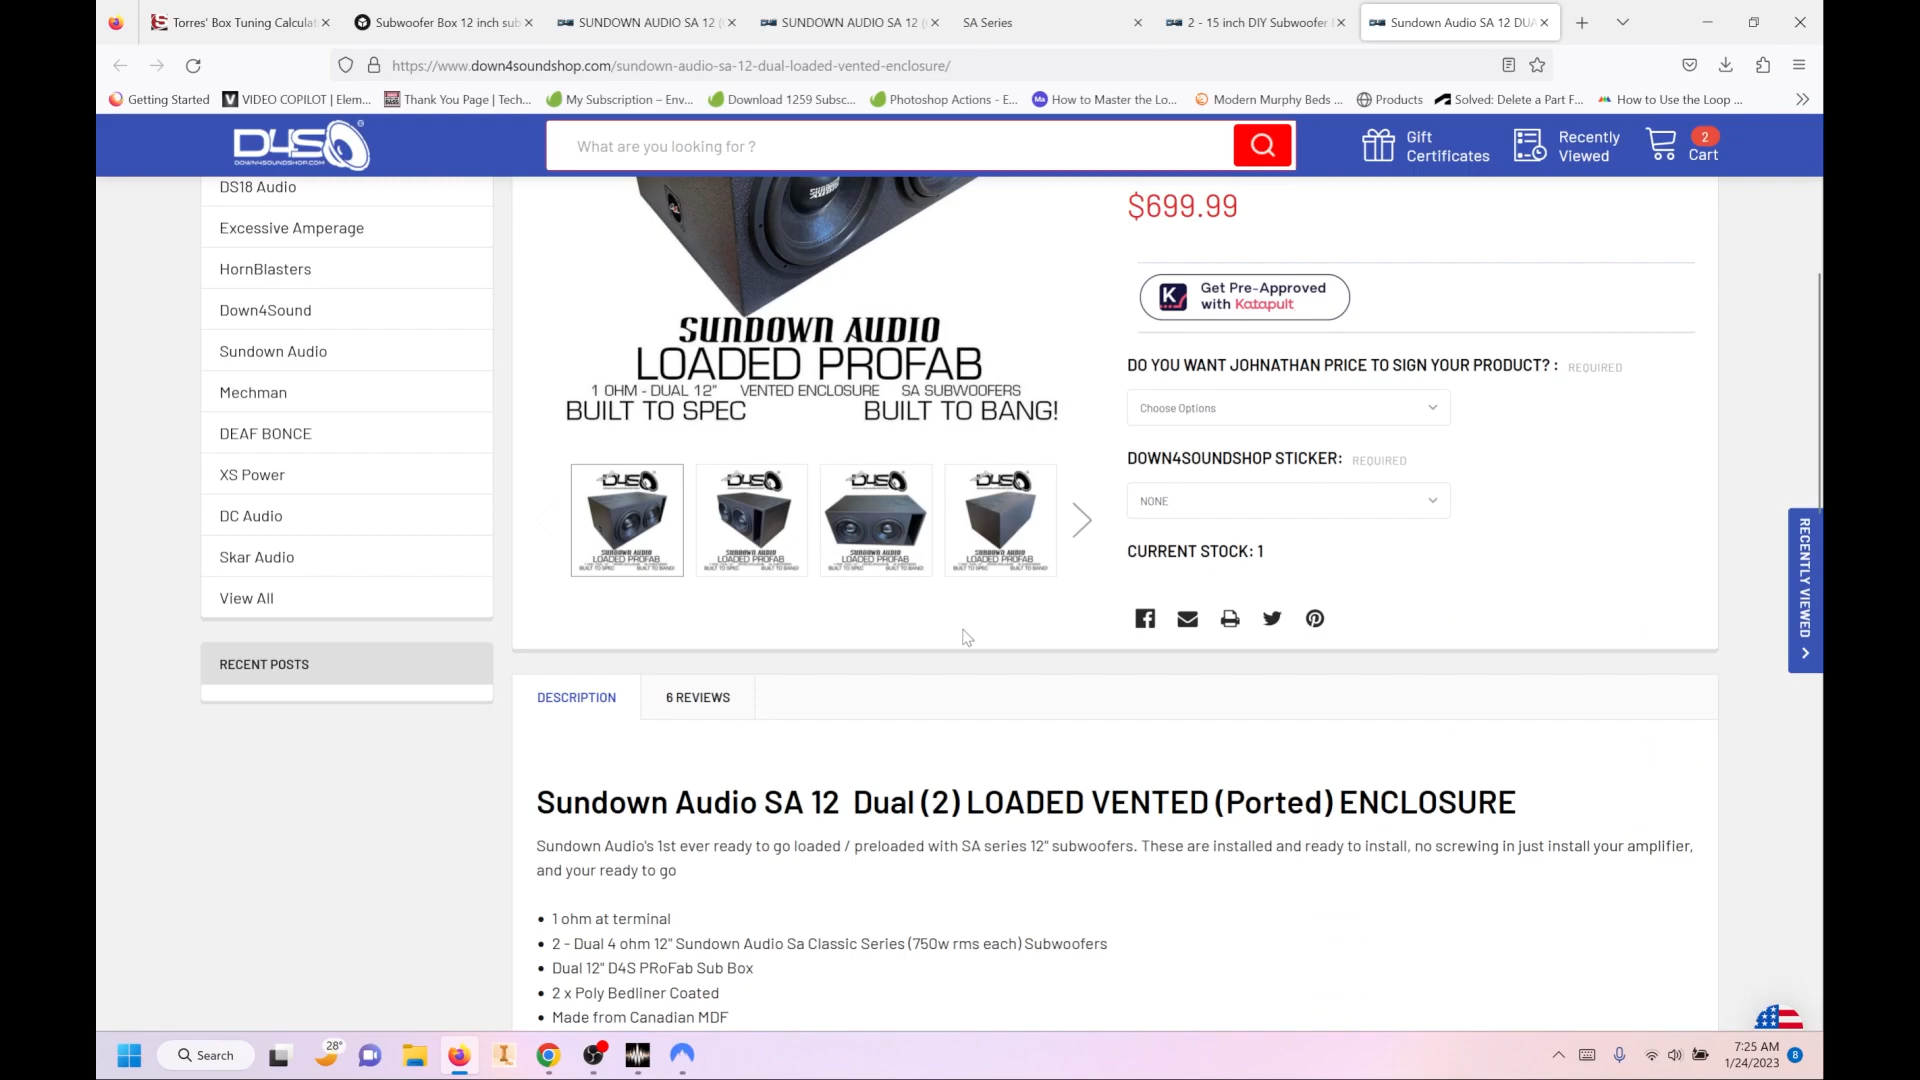 Torres' Box Tuning Calculat
Subwoofer Box 12 inch sub
SUNDOWN AUDIO SA 12 (
SUNDOWN AUDIO SA 12 (
SA Series
2 - 15 inch DIY Subwoofer
Sundown Audio SA 12 DUA
https://www.down4soundshop.com/sundown-audio-sa-12-dual-loaded-vented-enclosure/
Getting Started
VIDEO COPILOT | Elem...
Thank You Page | Tech...
My Subscription – Env...
Download 1259 Subsc...
Photoshop Actions - E...
How to Master the Lo...
Modern Murphy Beds ...
Products
Solved: Delete a Part F...
How to Use the Loop ...
D4S
DOWN4SOUNDSHOP.COM
What are you looking for ?
Gift
Certificates
Recently
Viewed
2
Cart
DS18 Audio
Excessive Amperage
HornBlasters
Down4Sound
Sundown Audio
Mechman
DEAF BONCE
XS Power
DC Audio
Skar Audio
View All
RECENT POSTS
SUNDOWN AUDIO
LOADED PROFAB
1 OHM - DUAL 12" VENTED ENCLOSURE SA SUBWOOFERS
BUILT TO SPEC BUILT TO BANG!
$699.99
Get Pre-Approved
with Katapult
DO YOU WANT JOHNATHAN PRICE TO SIGN YOUR PRODUCT? : REQUIRED
Choose Options
DOWN4SOUNDSHOP STICKER: REQUIRED
NONE
CURRENT STOCK: 1
RECENTLY VIEWED
DESCRIPTION
6 REVIEWS
Sundown Audio SA 12 Dual (2) LOADED VENTED (Ported) ENCLOSURE
Sundown Audio's 1st ever ready to go loaded / preloaded with SA series 12" subwoofers. These are installed and ready to install, no screwing in just install your amplifier,
and your ready to go
• 1 ohm at terminal
• 2 - Dual 4 ohm 12" Sundown Audio Sa Classic Series (750w rms each) Subwoofers
• Dual 12" D4S PRoFab Sub Box
• 2 x Poly Bedliner Coated
• Made from Canadian MDF
Search
28°
7:25 AM
1/24/2023
8